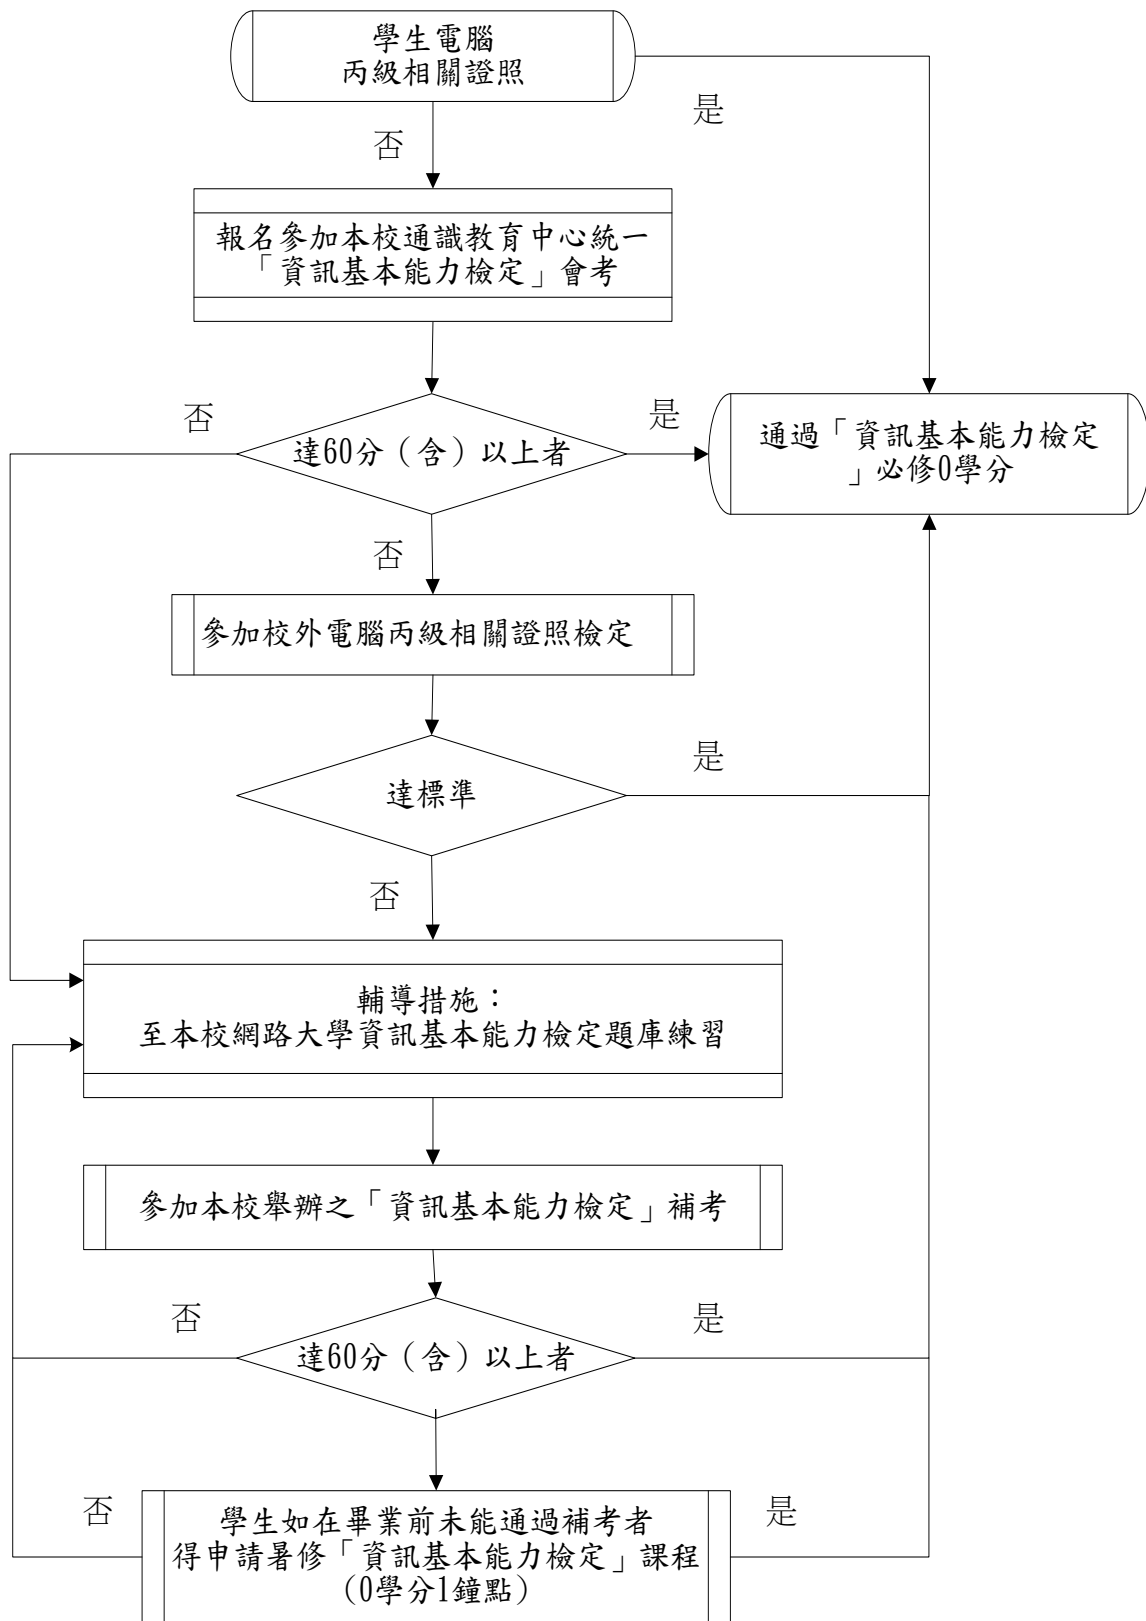 學生電腦
丙級相關證照
是
否
報名參加本校通識教育中心統一
「資訊基本能力檢定」會考
否
是
達60分（含）以上者
通過「資訊基本能力檢定
」必修0學分
否
參加校外電腦丙級相關證照檢定
是
達標準
否
輔導措施：
至本校網路大學資訊基本能力檢定題庫練習
參加本校舉辦之「資訊基本能力檢定」補考
否
是
達60分（含）以上者
否
是
學生如在畢業前未能通過補考者
得申請暑修「資訊基本能力檢定」課程
（0學分1鐘點）